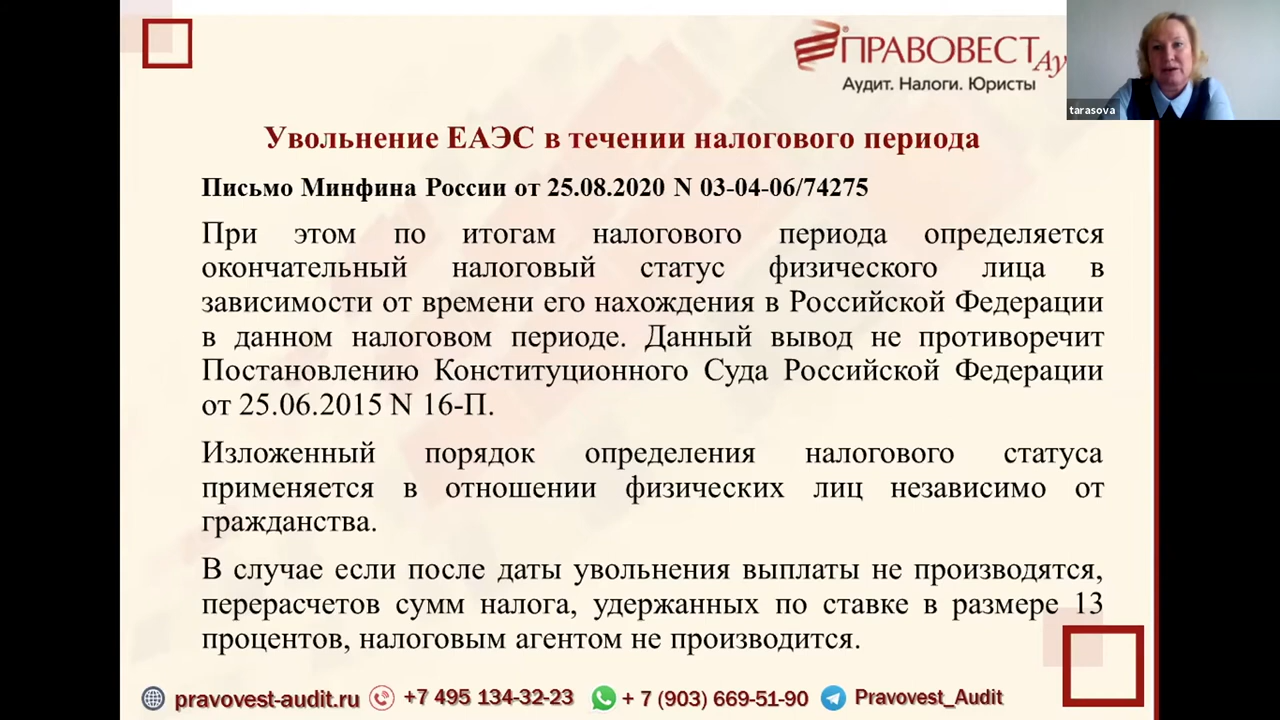 ПРАВОВЕСТ Ау
Аудит. Налоги. Юристы
tarasova
Увольнение ЕАЭС в течении налогового периода
Письмо Минфина России от 25.08.2020 N 03-04-06/74275
При этом по итогам налогового периода определяется
окончательный налоговый статус физического лица в
зависимости от времени его нахождения в Российской Федерации
в данном налоговом периоде. Данный вывод не противоречит
Постановлению Конституционного Суда Российской Федерации
от 25.06.2015 N 16-П.
Изложенный порядок определения налогового статуса
применяется в отношении физических лиц независимо от
гражданства.
В случае если после даты увольнения выплаты не производятся,
перерасчетов сумм налога, удержанных по ставке в размере 13
процентов, налоговым агентом не производится.
pravovest-audit.ru +7 495 134-32-23 + 7 (903) 669-51-90 Pravovest_Audit